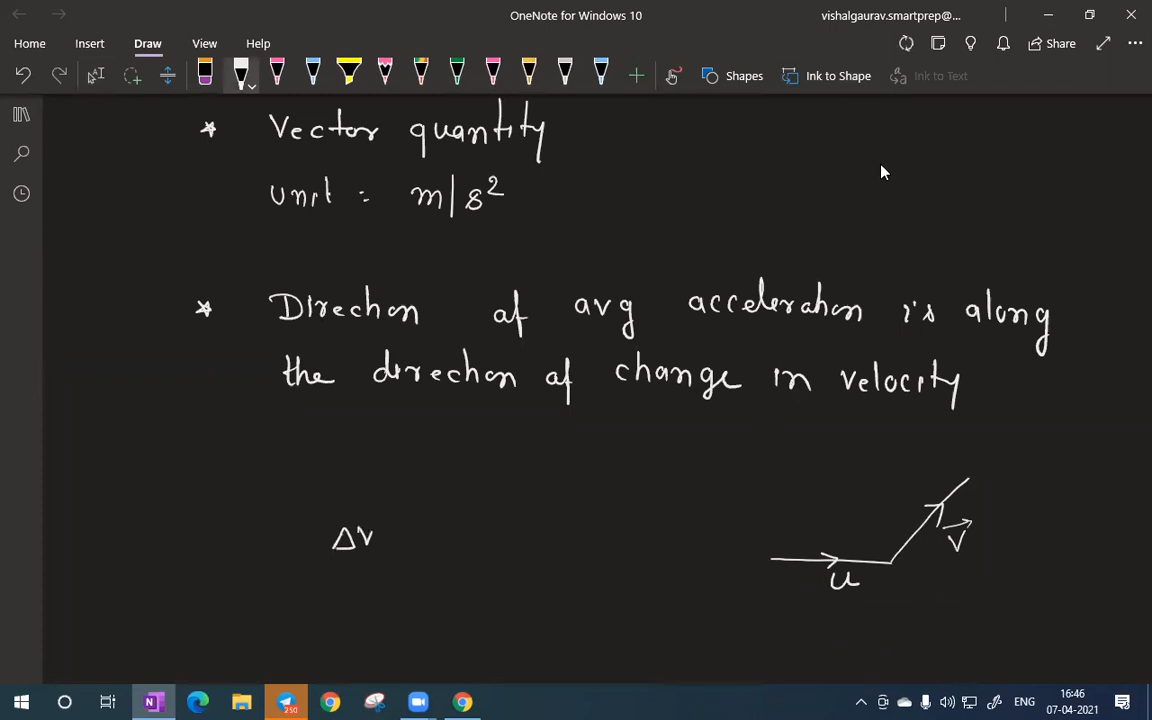 OneNote for Windows 10
vishalgaurav.smartprep@...
Home Insert Draw View Help
Share
Shapes Ink to Shape Ink to Text
* Vector quantity
unit = m/s²
* Direction of avg acceleration is along
the direction of change in velocity
Δv
v
u
250
ENG
16:46
07-04-2021